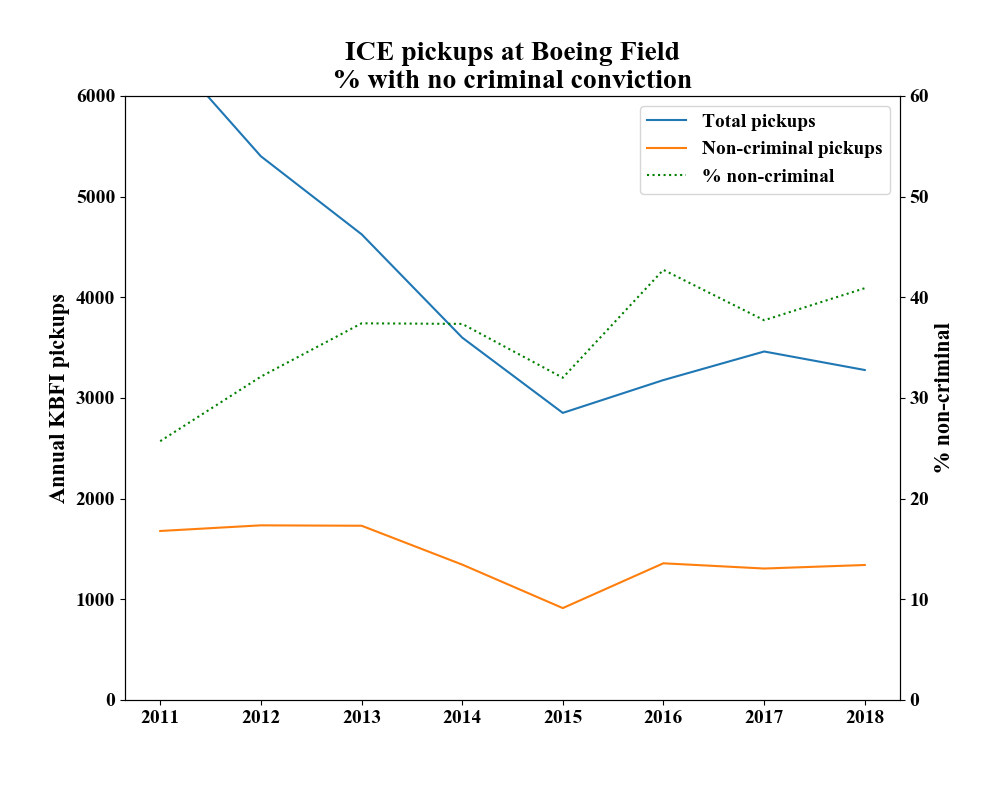 ICE pickups at Boeing Field
% with no criminal conviction
Total pickups
Non-criminal pickups
% non-criminal
Annual KBFI pickups
6000
5000
4000
3000
2000
1000
0
60
50
40
30
20
10
0
% non-criminal
2011 2012 2013 2014 2015 2016 2017 2018